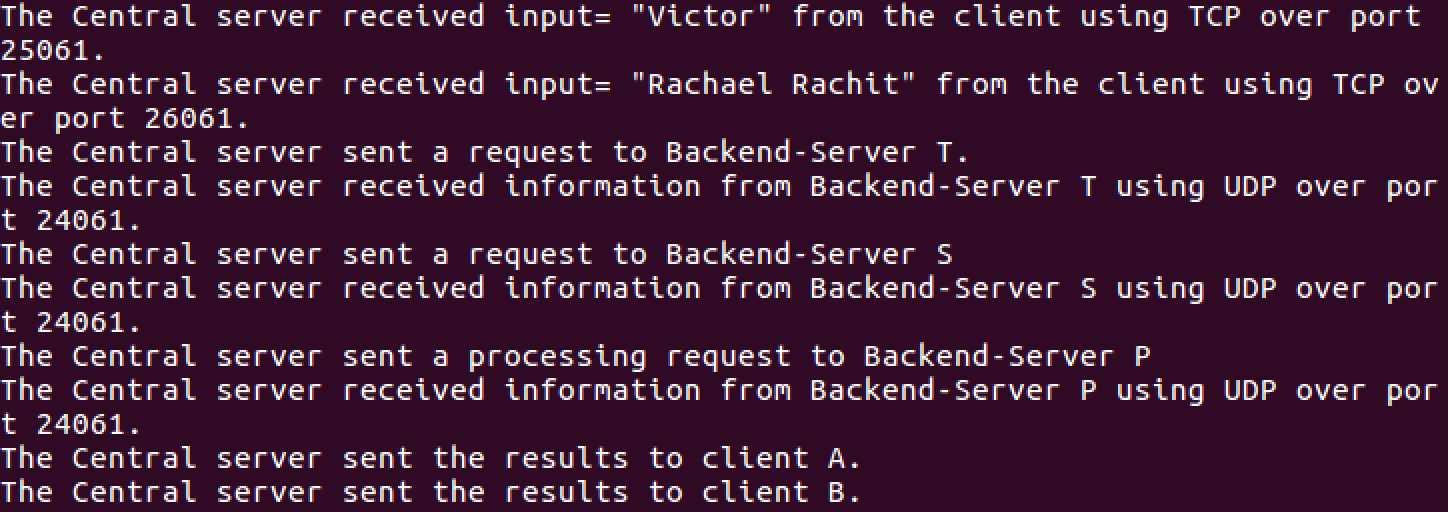 The Central server received input= "Victor" from the client using TCP over port
25061.
The Central server received input= "Rachael Rachit" from the client using TCP ov
er port 26061.
The Central server sent a request to Backend-Server T.
The Central server received information from Backend-Server T using UDP over por
t 24061.
The Central server sent a request to Backend-Server S
The Central server received information from Backend-Server S using UDP over por
t 24061.
The Central server sent a processing request to Backend-Server P
The Central server received information from Backend-Server P using UDP over por
t 24061.
The Central server sent the results to client A.
The Central server sent the results to client B.